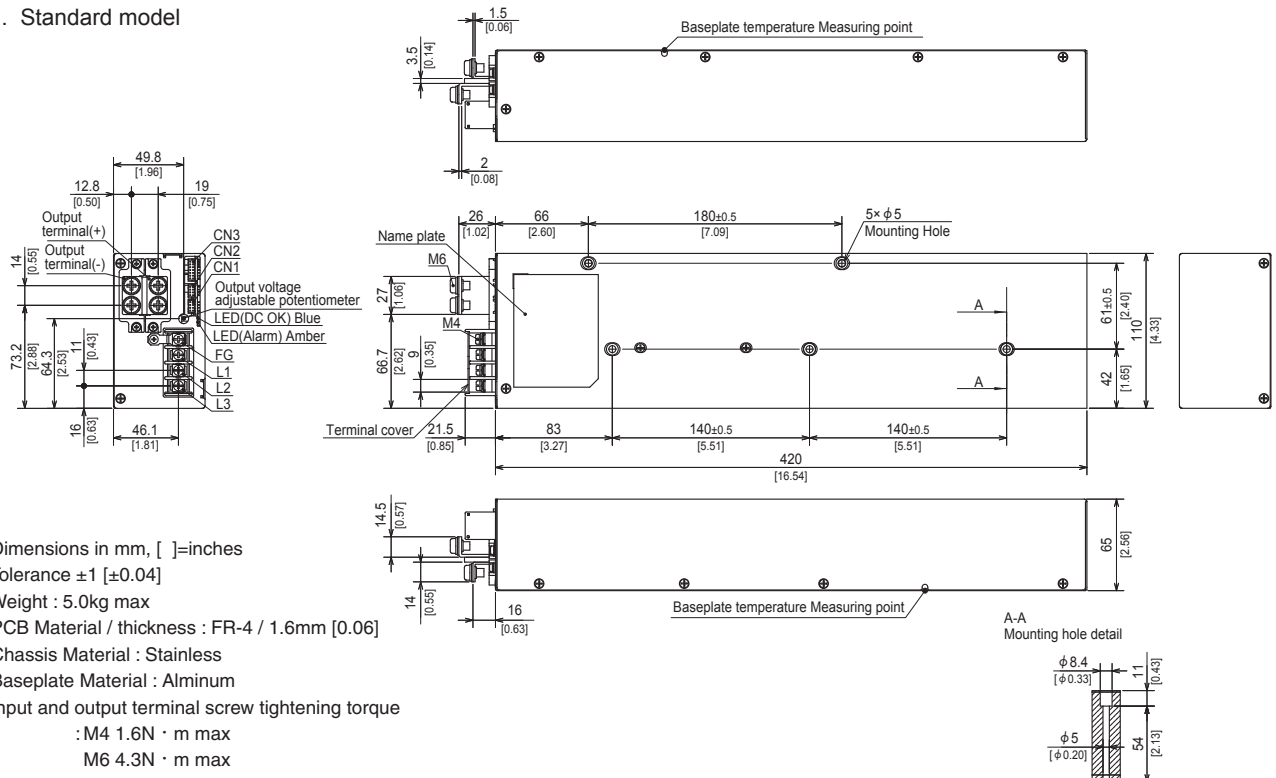 . Standard model
1.5
[0.06]
Baseplate temperature Measuring point
3.5
[0.14]
2
[0.08]
49.8
[1.96]
12.8
[0.50]
19
[0.75]
Output
terminal(+)
Output
terminal(-)
CN3
CN2
CN1
Output voltage
adjustable potentiometer
LED(DC OK) Blue
LED(Alarm) Amber
FG
L1
L2
L3
14
[0.55]
73.2
[2.88]
64.3
[2.53]
11
[0.43]
16
[0.63]
46.1
[1.81]
26
[1.02]
66
[2.60]
180±0.5
[7.09]
5× φ5
Mounting Hole
Name plate
M6
27
[1.06]
M4
66.7
[2.62]
9
[0.35]
A
A
61±0.5
[2.40]
110
[4.33]
42
[1.65]
Terminal cover
21.5
[0.85]
83
[3.27]
140±0.5
[5.51]
140±0.5
[5.51]
420
[16.54]
14.5
[0.57]
14
[0.55]
16
[0.63]
65
[2.56]
Baseplate temperature Measuring point
A-A
Mounting hole detail
φ8.4
[φ0.33]
11
[0.43]
φ5
[φ0.20]
54
[2.13]
Dimensions in mm, [ ]=inches
Tolerance ±1 [±0.04]
Weight : 5.0kg max
PCB Material / thickness : FR-4 / 1.6mm [0.06]
Chassis Material : Stainless
Baseplate Material : Alminum
nput and output terminal screw tightening torque
: M4 1.6N · m max
M6 4.3N · m max